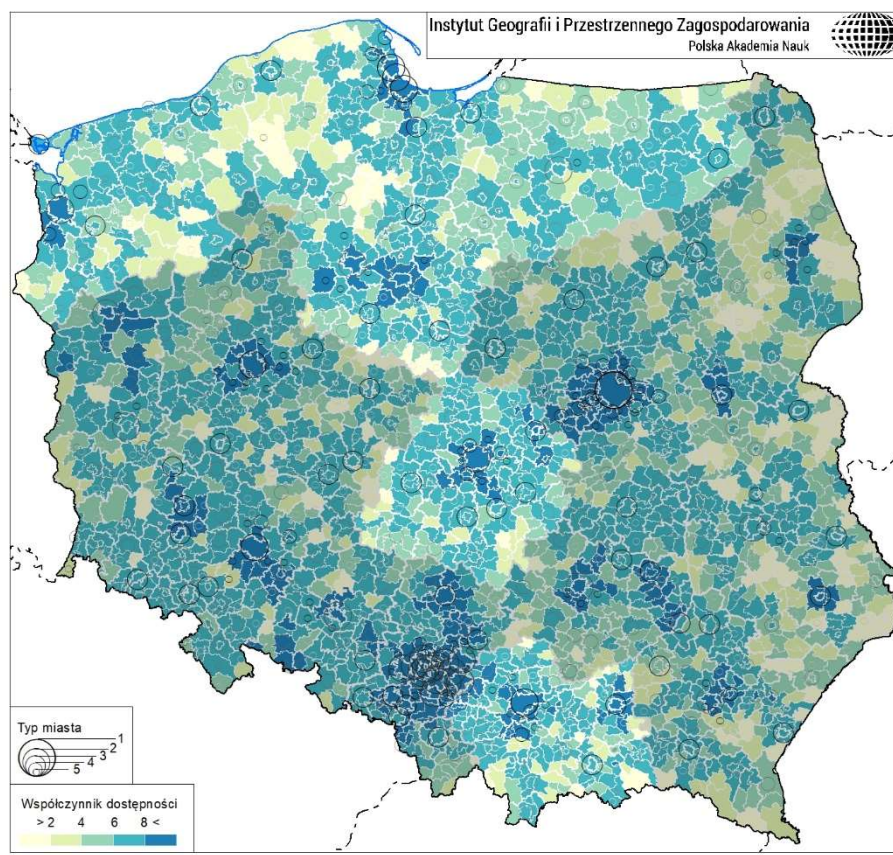 Instytut Geografii i Przestrzennego Zagospodarowania
Polska Akademia Nauk
Typ miasta
1
2
3
4
5
Współczynnik dostępności
> 2 4 6 8 <